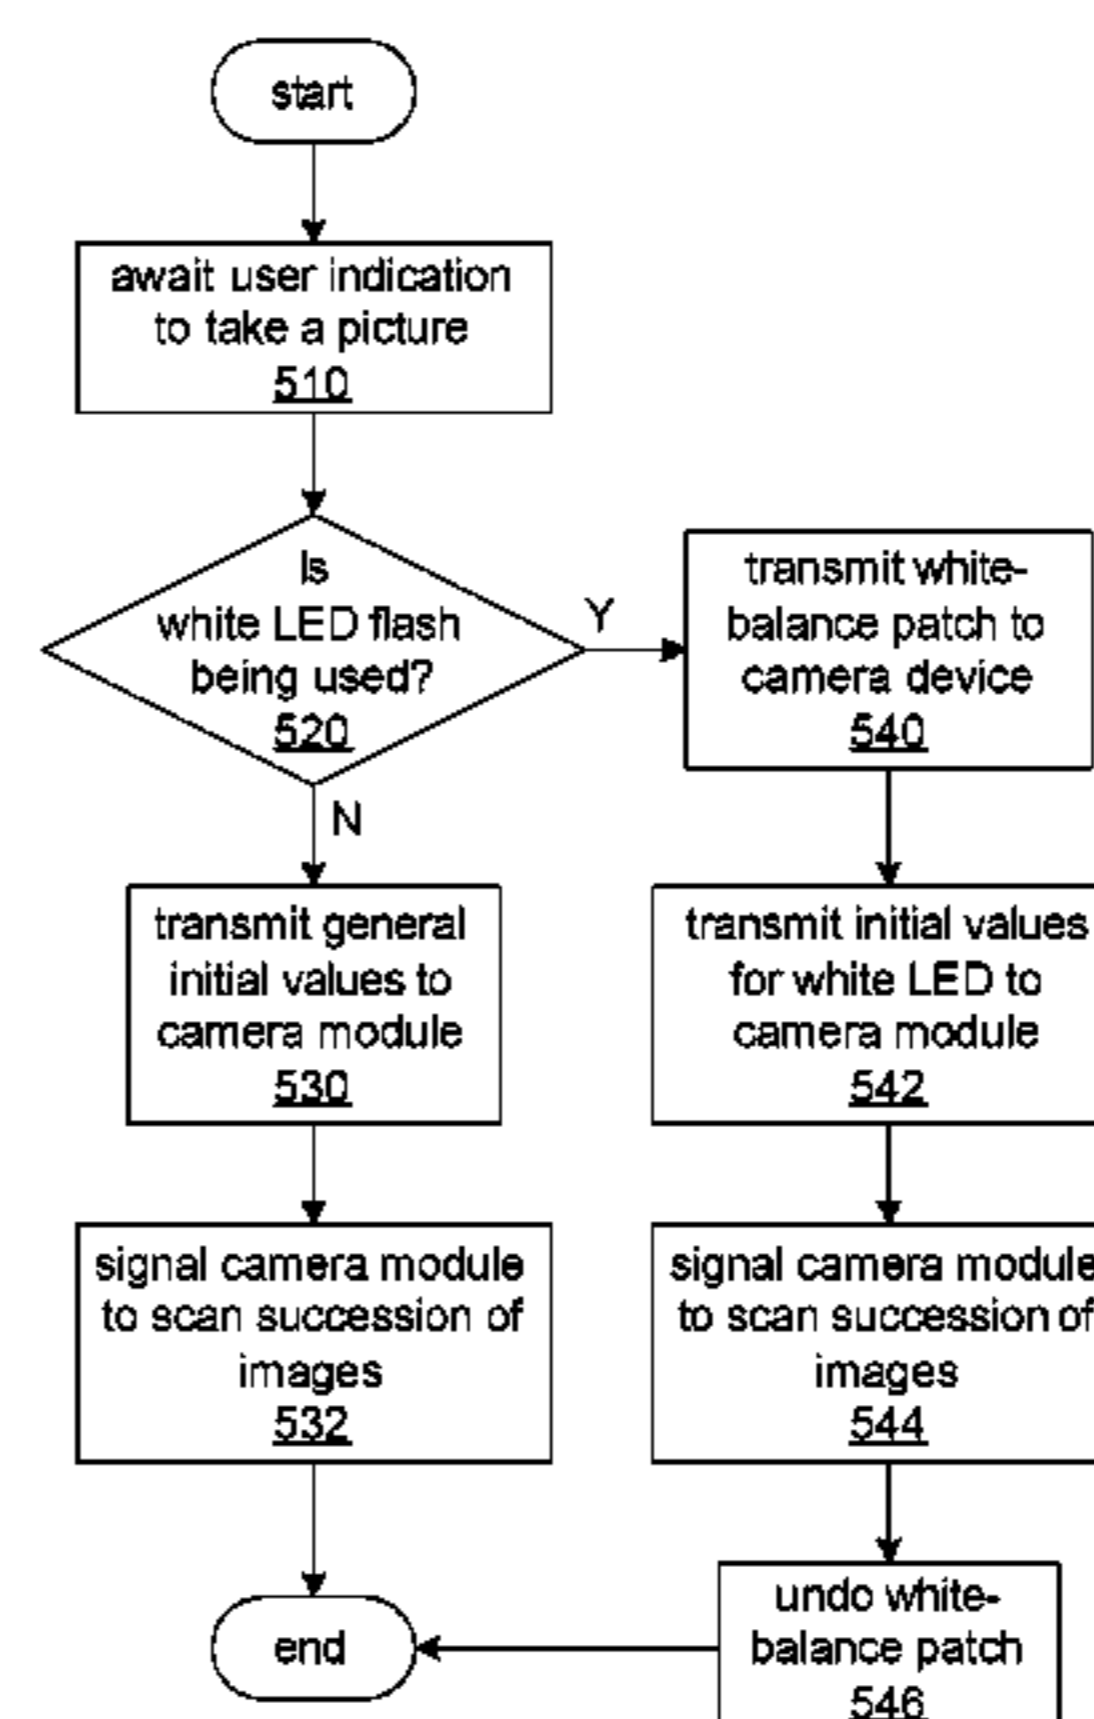 start
await user indication
to take a picture
510
Is
white LED flash
being used?
520
Y
N
transmit general
initial values to
camera module
530
signal camera module
to scan succession of
images
532
end
transmit white-
balance patch to
camera device
540
transmit initial values
for white LED to
camera module
542
signal camera module
to scan succession of
images
544
undo white-
balance patch
546